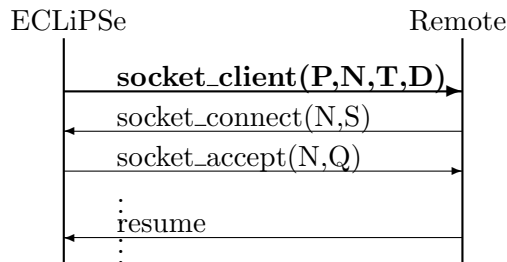 ECLiPSe Remote
socket_client(P,N,T,D)
socket_connect(N,S)
socket_accept(N,Q)
resume